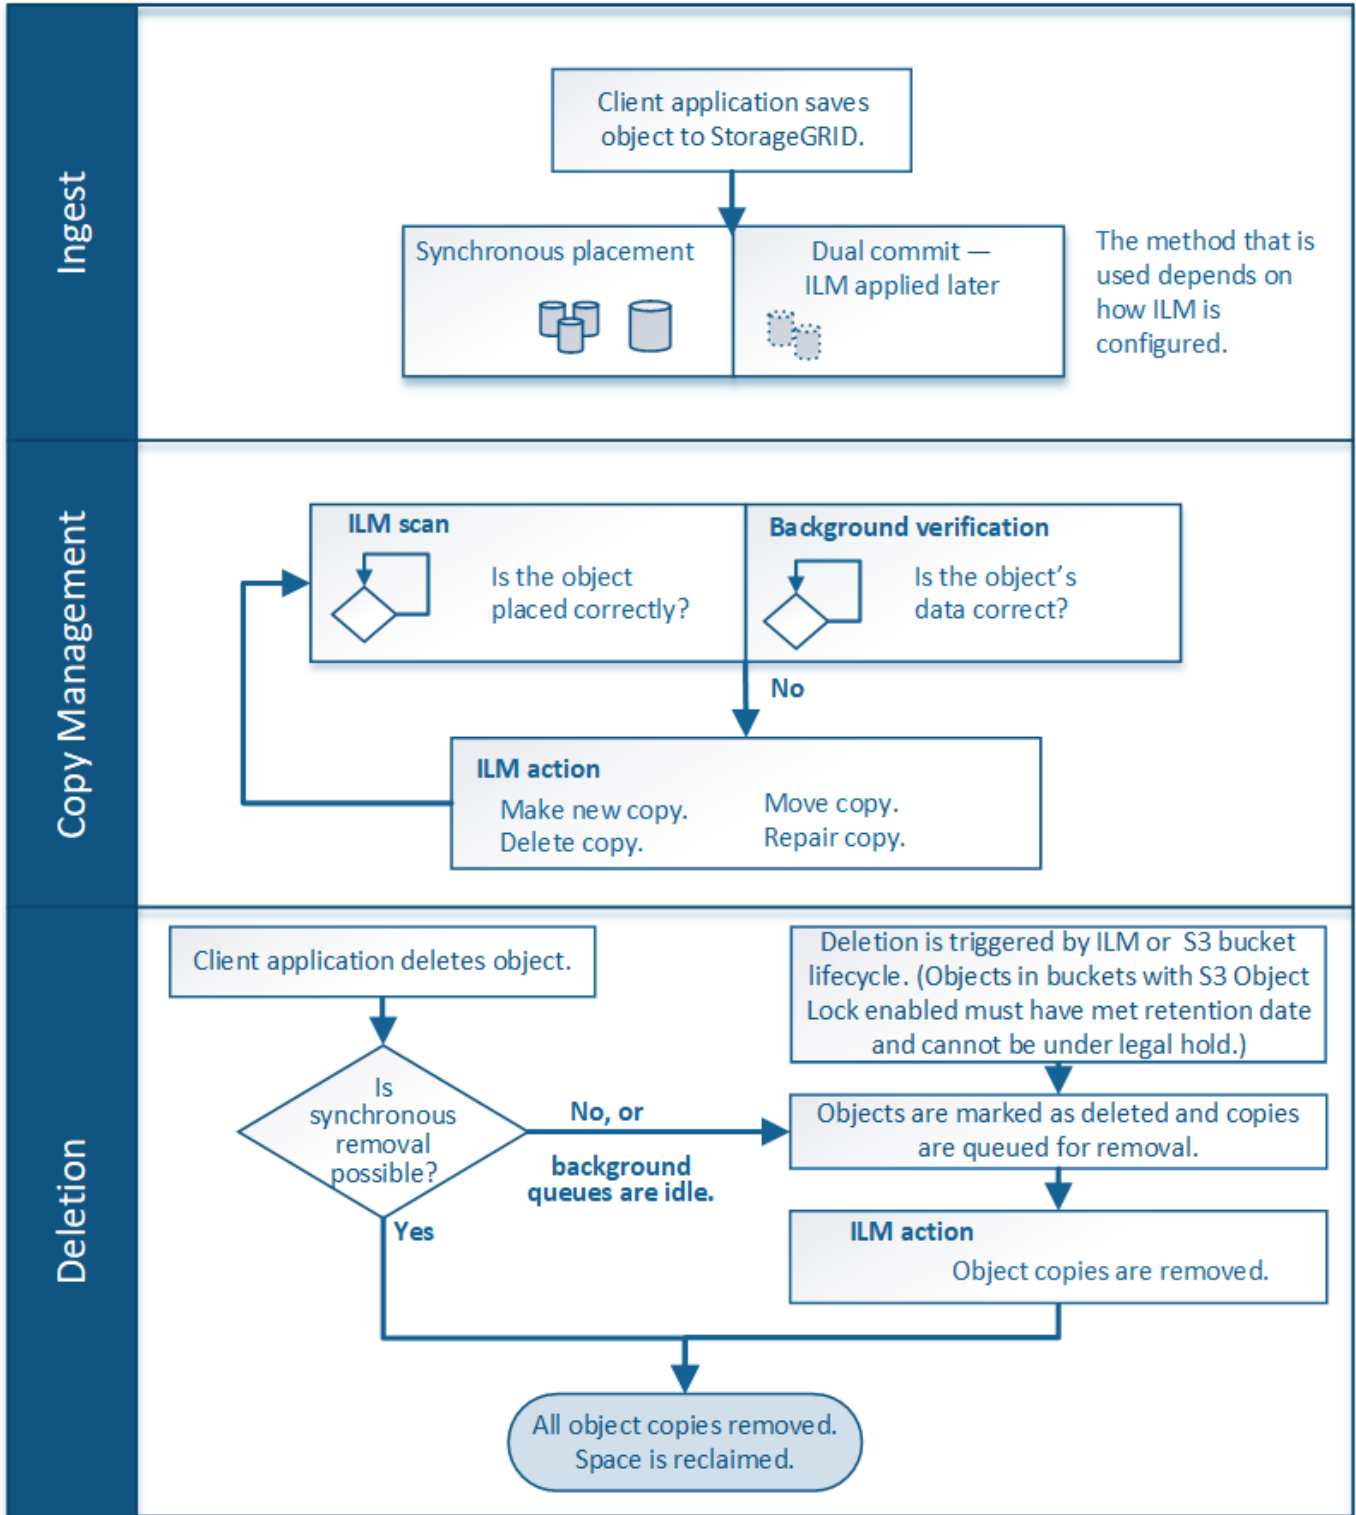 Ingest
Client application saves
object to StorageGRID.
Synchronous placement
Dual commit —
ILM applied later
The method that is
used depends on
how ILM is
configured.
Copy Management
ILM scan
Is the object
placed correctly?
Background verification
Is the object's
data correct?
No
ILM action
Make new copy.
Delete copy.
Move copy.
Repair copy.
Deletion
Client application deletes object.
Is
synchronous
removal
possible?
No, or
background
queues are idle.
Yes
Deletion is triggered by ILM or S3 bucket
lifecycle. (Objects in buckets with S3 Object
Lock enabled must have met retention date
and cannot be under legal hold.)
Objects are marked as deleted and copies
are queued for removal.
ILM action
Object copies are removed.
All object copies removed.
Space is reclaimed.